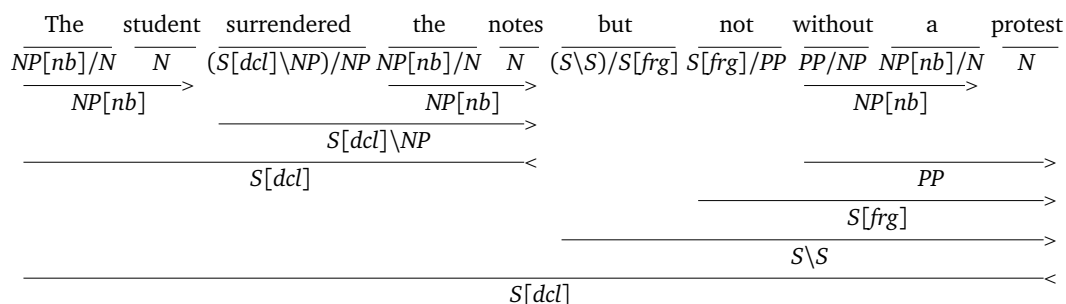 The student surrendered the notes but not without a protest
NP[nb]/N N (S[dcl]\NP)/NP NP[nb]/N N (S\S)/S[frg] S[frg]/PP PP/NP NP[nb]/N N
> > >
NP[nb] NP[nb] NP[nb]
>
S[dcl]\NP
< >
S[dcl] PP
>
S[frg]
>
S\S
<
S[dcl]